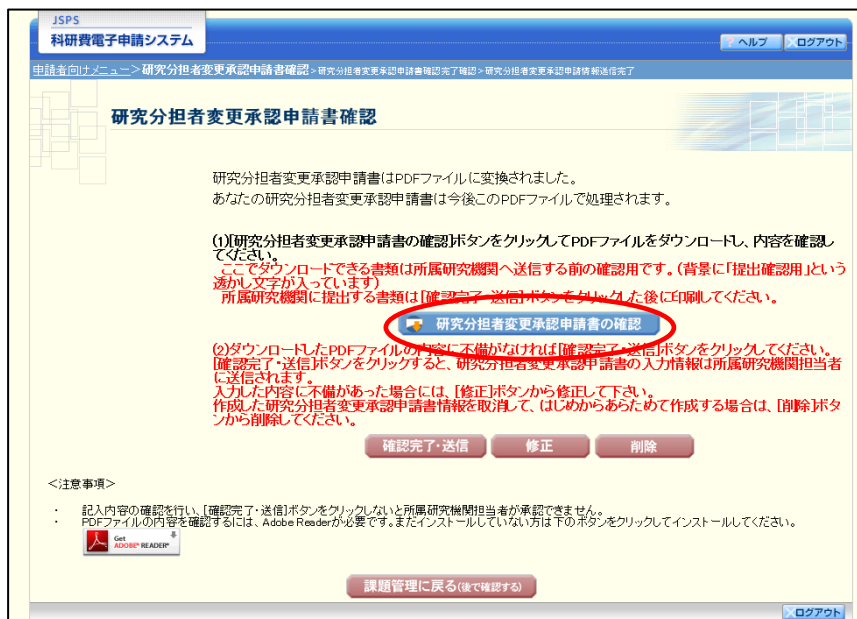 JSPS
科研費電子申請システム
? ヘルプ
×ログアウト
申請者向けメニュー>研究分担者変更承認申請書確認>研究分担者変更承認申請書確認完了確認>研究分担者変更承認申請情報送信完了
研究分担者変更承認申請書確認
研究分担者変更承認申請書はPDFファイルに変換されました。
あなたの研究分担者変更承認申請書は今後このPDFファイルで処理されます。
(1)[研究分担者変更承認申請書の確認]ボタンをクリックしてPDFファイルをダウンロードし、内容を確認し
てください。
ここでダウンロードできる書類は所属研究機関へ送信する前の確認用です。(背景に「提出確認用」という
透かし文字が入っています)
所属研究機関に提出する書類は[確認完了・送信]ボタンをクリックした後に印刷してください。
研究分担者変更承認申請書の確認
(2)ダウンロードしたPDFファイルの内容に不備がなければ[確認完了・送信]ボタンをクリックしてください。
[確認完了・送信]ボタンをクリックすると、研究分担者変更承認申請書の入力情報は所属研究機関担当者
に送信されます。
入力した内容に不備があった場合には、[修正]ボタンから修正して下さい。
作成した研究分担者変更承認申請書情報を取消して、はじめからあらためて作成する場合は、[削除]ボタ
ンから削除してください。
確認完了・送信
修正
削除
<注意事項>
・ 記入内容の確認を行い、[確認完了・送信]ボタンをクリックしないと所属研究機関担当者が承認できません。
・ PDFファイルの内容を確認するには、Adobe Readerが必要です。まだインストールしていない方は下のボタンをクリックしてインストールしてください。
Get
ADOBE® READER®
課題管理に戻る(後で確認する)
×ログアウト